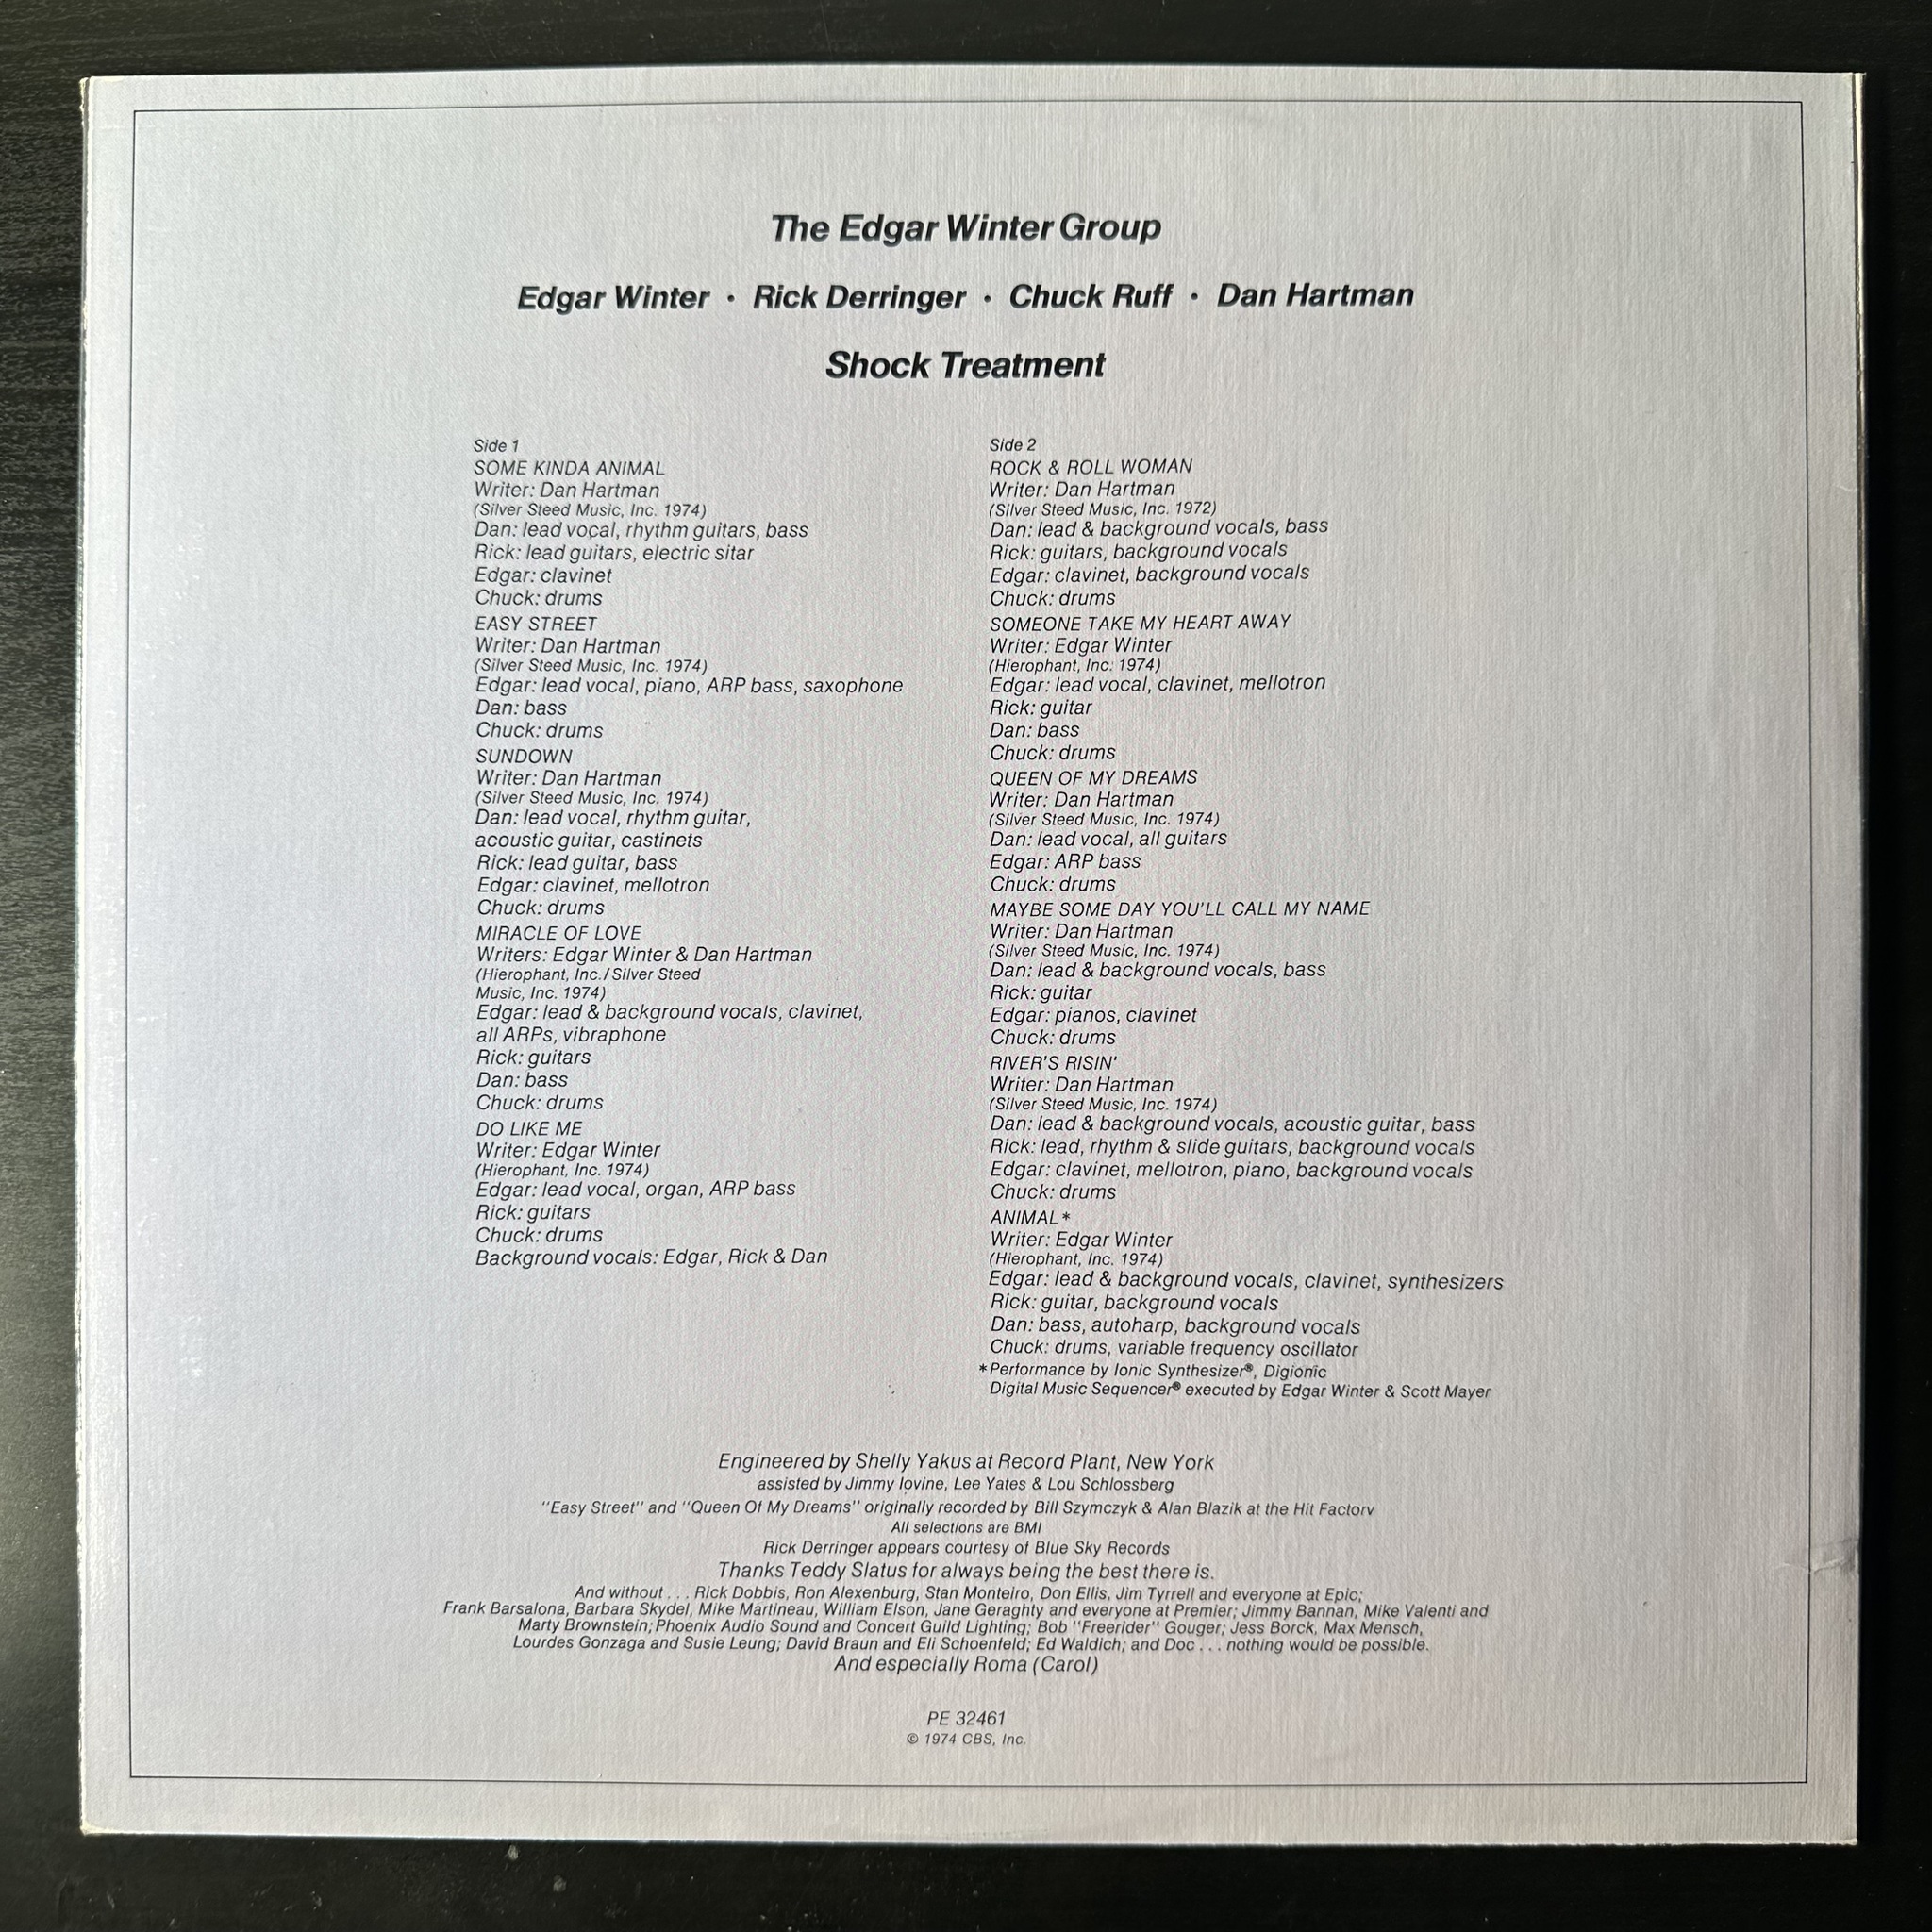 The Edgar Winter Group
Edgar Winter • Rick Derringer • Chuck Ruff • Dan Hartman
Shock Treatment
Side 1
SOME KINDA ANIMAL
Writer: Dan Hartman
(Silver Steed Music, Inc. 1974)
Dan: lead vocal, rhythm guitars, bass
Rick: lead guitars, electric sitar
Edgar: clavinet
Chuck: drums
EASY STREET
Writer: Dan Hartman
(Silver Steed Music, Inc. 1974)
Edgar: lead vocal, piano, ARP bass, saxophone
Dan: bass
Chuck: drums
SUNDOWN
Writer: Dan Hartman
(Silver Steed Music, Inc. 1974)
Dan: lead vocal, rhythm guitar,
acoustic guitar, castinets
Rick: lead guitar, bass
Edgar: clavinet, mellotron
Chuck: drums
MIRACLE OF LOVE
Writers: Edgar Winter & Dan Hartman
(Hierophant, Inc./Silver Steed
Music, Inc. 1974)
Edgar: lead & background vocals, clavinet,
all ARPs, vibraphone
Rick: guitars
Dan: bass
Chuck: drums
DO LIKE ME
Writer: Edgar Winter
(Hierophant, Inc. 1974)
Edgar: lead vocal, organ, ARP bass
Rick: guitars
Chuck: drums
Background vocals: Edgar, Rick & Dan
Side 2
ROCK & ROLL WOMAN
Writer: Dan Hartman
(Silver Steed Music, Inc. 1972)
Dan: lead & background vocals, bass
Rick: guitars, background vocals
Edgar: clavinet, background vocals
Chuck: drums
SOMEONE TAKE MY HEART AWAY
Writer: Edgar Winter
(Hierophant, Inc. 1974)
Edgar: lead vocal, clavinet, mellotron
Rick: guitar
Dan: bass
Chuck: drums
QUEEN OF MY DREAMS
Writer: Dan Hartman
(Silver Steed Music, Inc. 1974)
Dan: lead vocal, all guitars
Edgar: ARP bass
Chuck: drums
MAYBE SOME DAY YOU'LL CALL MY NAME
Writer: Dan Hartman
(Silver Steed Music, Inc. 1974)
Dan: lead & background vocals, bass
Rick: guitar
Edgar: pianos, clavinet
Chuck: drums
RIVER'S RISIN'
Writer: Dan Hartman
(Silver Steed Music, Inc. 1974)
Dan: lead & background vocals, acoustic guitar, bass
Rick: lead, rhythm & slide guitars, background vocals
Edgar: clavinet, mellotron, piano, background vocals
Chuck: drums
ANIMAL*
Writer: Edgar Winter
(Hierophant, Inc. 1974)
Edgar: lead & background vocals, clavinet, synthesizers
Rick: guitar, background vocals
Dan: bass, autoharp, background vocals
Chuck: drums, variable frequency oscillator
*Performance by Ionic Synthesizer®, Digionic
Digital Music Sequencer® executed by Edgar Winter & Scott Mayer
Engineered by Shelly Yakus at Record Plant, New York
assisted by Jimmy Iovine, Lee Yates & Lou Schlossberg
"Easy Street" and "Queen Of My Dreams" originally recorded by Bill Szymczyk & Alan Blazik at the Hit Factory
All selections are BMI
Rick Derringer appears courtesy of Blue Sky Records
Thanks Teddy Slatus for always being the best there is.
And without . . . Rick Dobbis, Ron Alexenburg, Stan Monteiro, Don Ellis, Jim Tyrrell and everyone at Epic;
Frank Barsalona, Barbara Skydel, Mike Martineau, William Elson, Jane Geraghty and everyone at Premier; Jimmy Bannan, Mike Valenti and
Marty Brownstein; Phoenix Audio Sound and Concert Guild Lighting; Bob "Freerider" Gouger; Jess Borck, Max Mensch,
Lourdes Gonzaga and Susie Leung; David Braun and Eli Schoenfeld; Ed Waldich; and Doc . . . nothing would be possible.
And especially Roma (Carol)
PE 32461
© 1974 CBS, Inc.